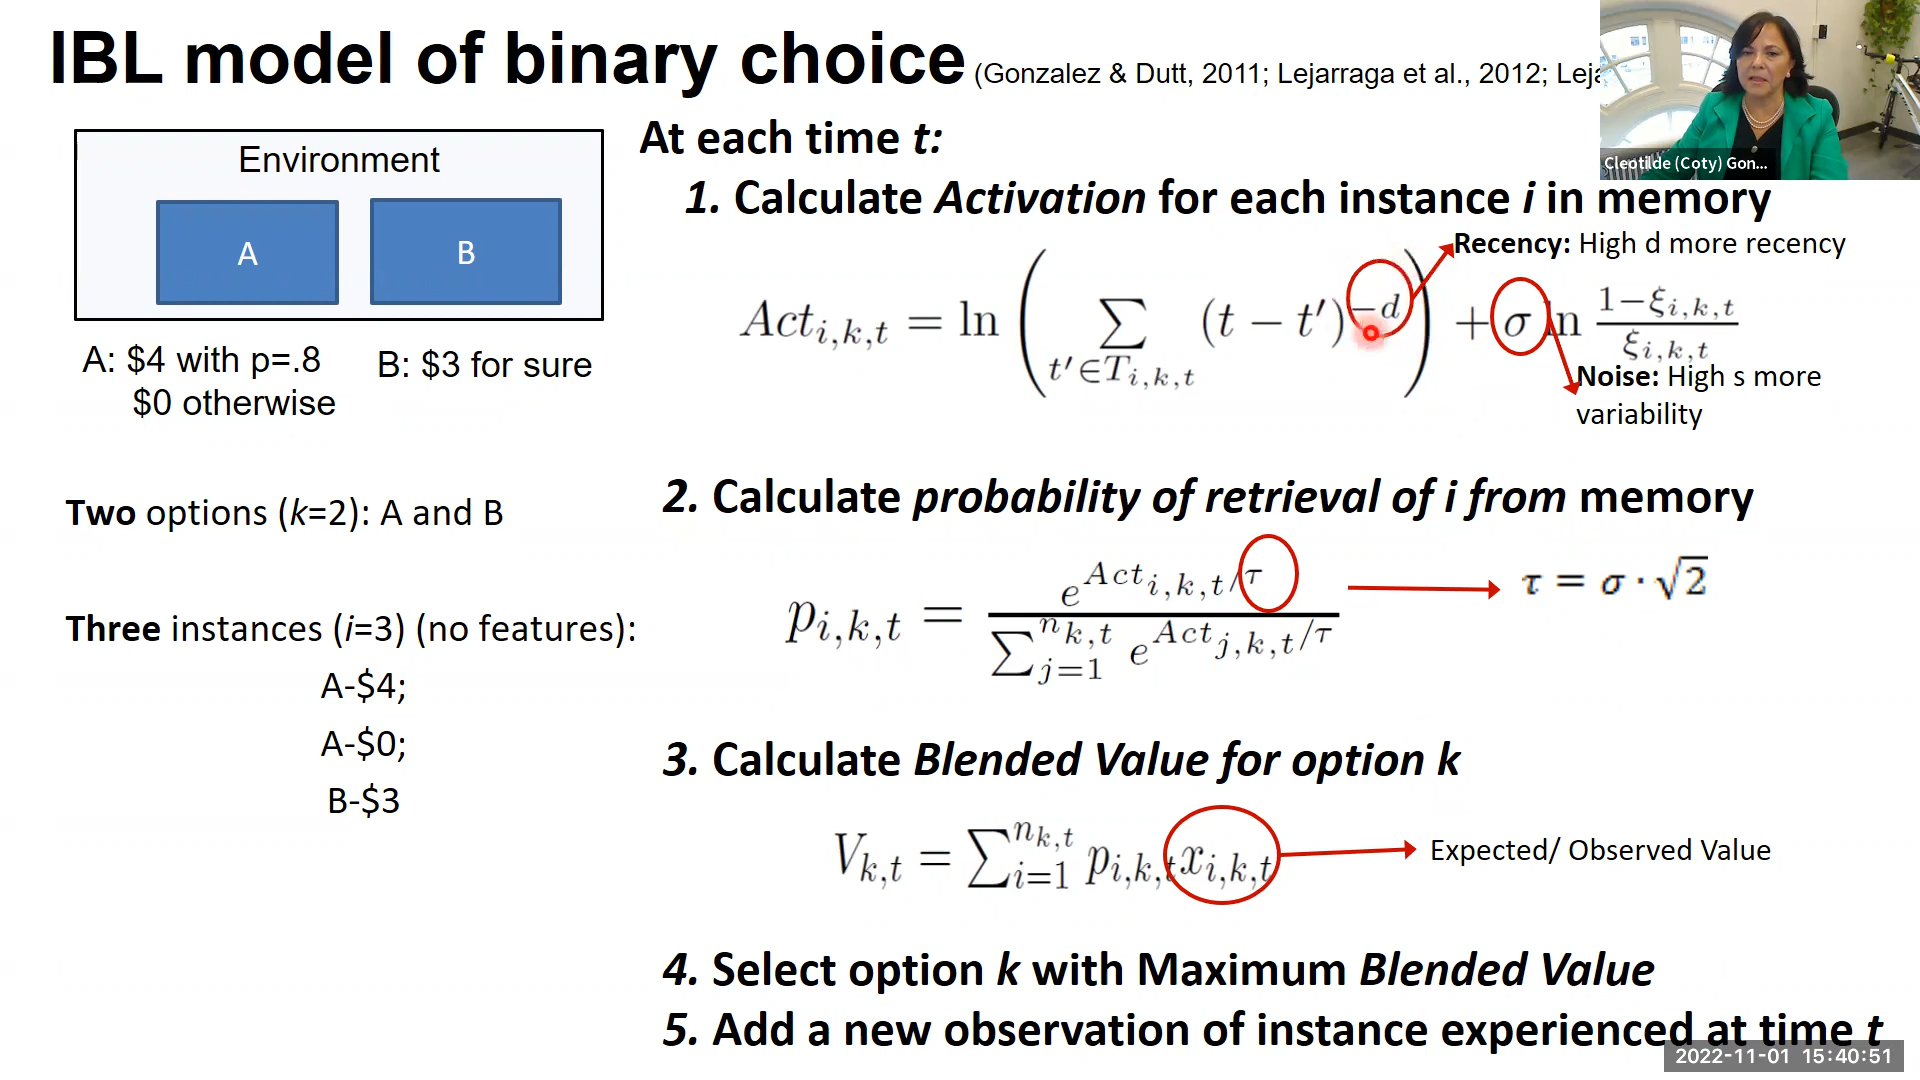 IBL model of binary choice (Gonzalez & Dutt, 2011; Lejarraga et al., 2012;
Cleotilde (Coty) Gon...
Environment
A B
A: $4 with p=.8
$0 otherwise
B: $3 for sure
Two options (k=2): A and B
Three instances (i=3) (no features):
A-$4;
A-$0;
B-$3
At each time t:
1. Calculate Activation for each instance i in memory
Recency: High d more recency
Act_{i,k,t} = ln ( ∑_{t′∈T_{i,k,t}} (t − t′)^{−d} ) + σ ln \frac{1−ξ_{i,k,t}}{ξ_{i,k,t}}
Noise: High s more
variability
2. Calculate probability of retrieval of i from memory
p_{i,k,t} = \frac{e^{Act_{i,k,t}/τ}}{∑_{j=1}^{n_{k,t}} e^{Act_{j,k,t}/τ}}
τ = σ · √2
3. Calculate Blended Value for option k
V_{k,t} = ∑_{i=1}^{n_{k,t}} p_{i,k,t} x_{i,k,t}
Expected/ Observed Value
4. Select option k with Maximum Blended Value
5. Add a new observation of instance experienced at time t
2022-11-01 15:40:51